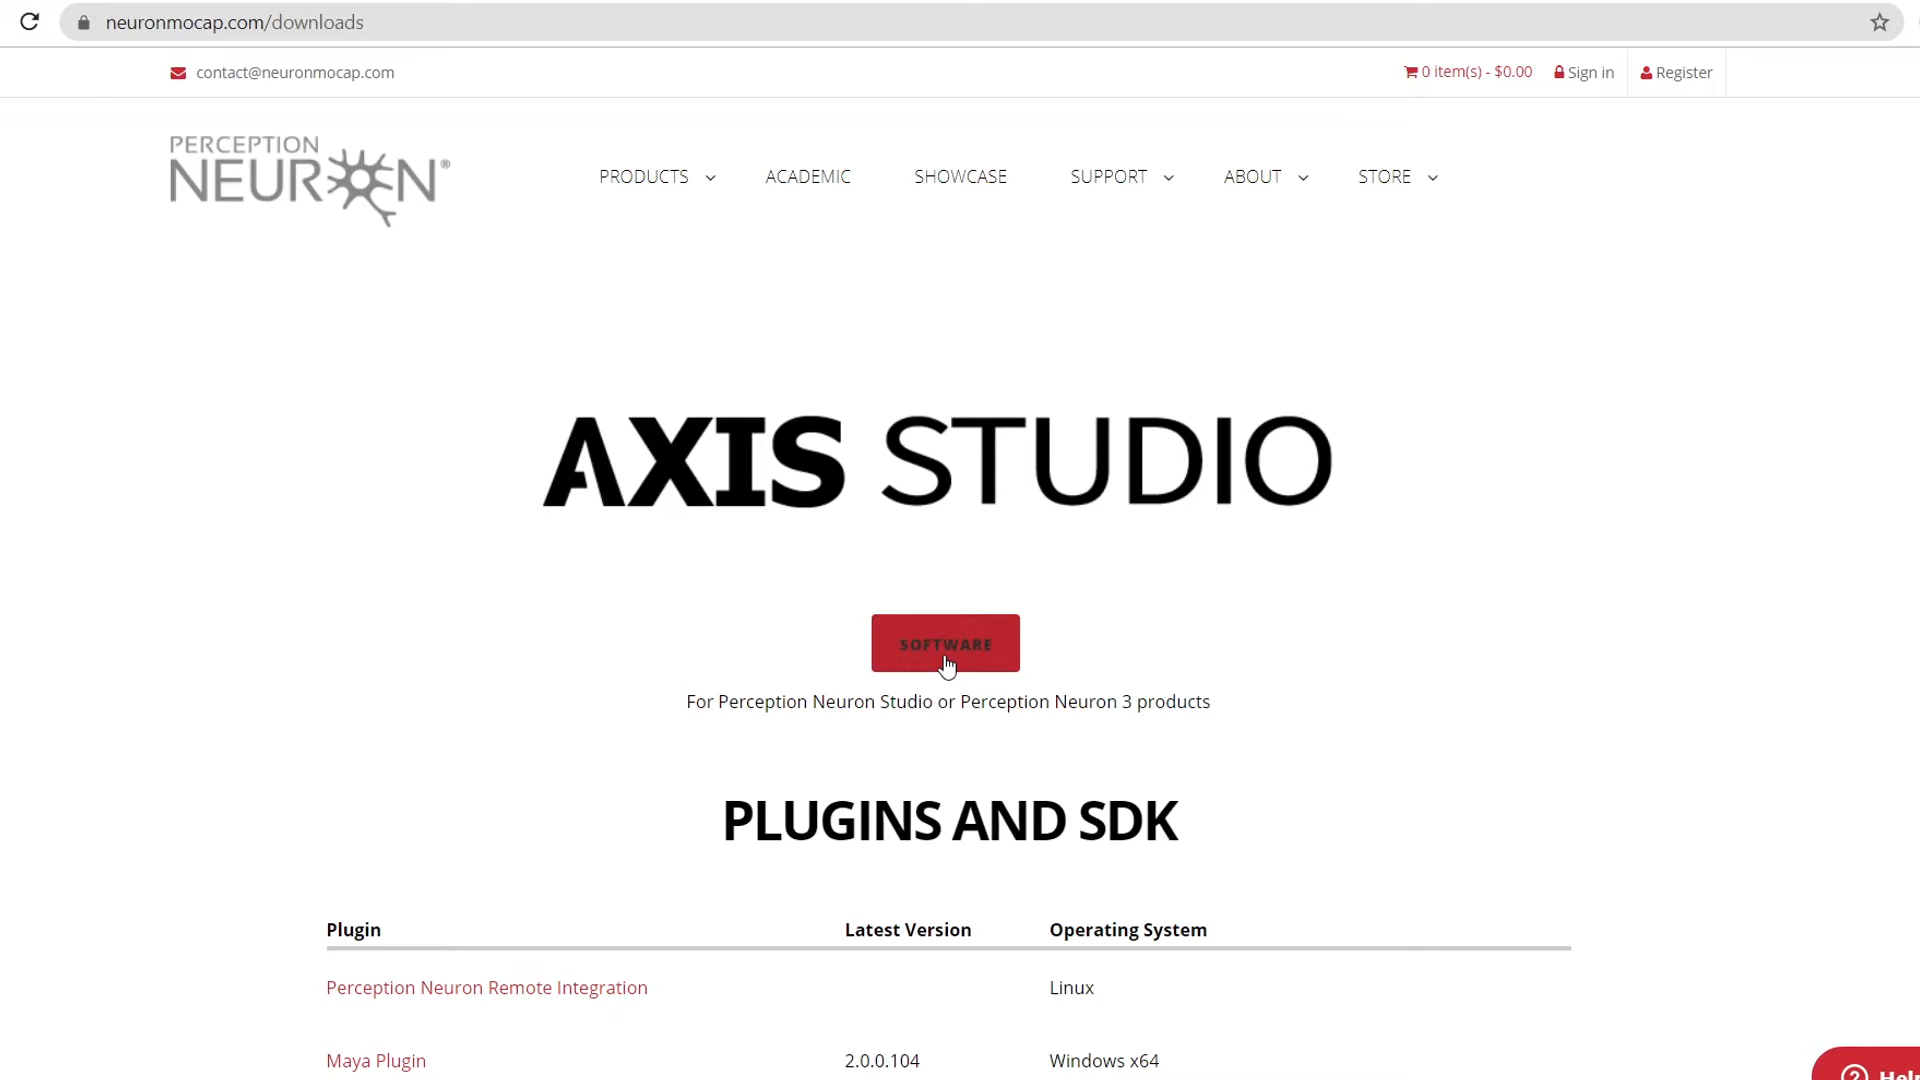 neuronmocap.com/downloads
contact@neuronmocap.com
0 item(s) - $0.00 Sign in Register
PERCEPTION
NEURON®
PRODUCTS ACADEMIC SHOWCASE SUPPORT ABOUT STORE
AXIS STUDIO
SOFTWARE
For Perception Neuron Studio or Perception Neuron 3 products
PLUGINS AND SDK
Plugin Latest Version Operating System
Perception Neuron Remote Integration Linux
Maya Plugin 2.0.0.104 Windows x64